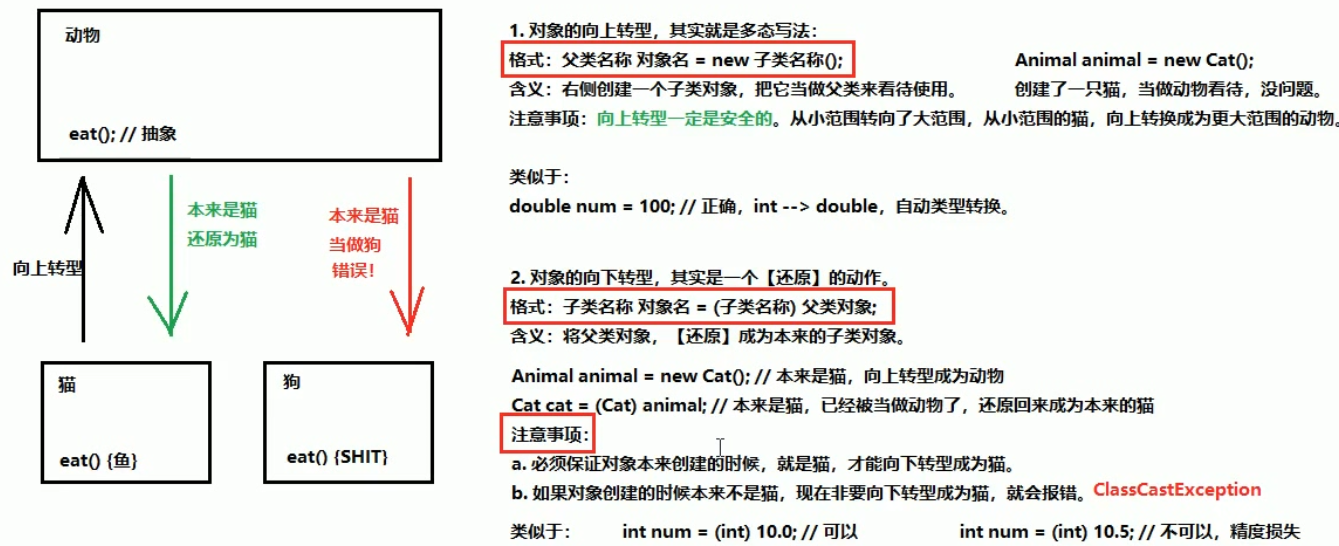 动物
eat(); // 抽象
向上转型
本来是猫
还原为猫
本来是猫
当做狗
错误！
猫
eat() {鱼}
狗
eat() {SHIT}
1. 对象的向上转型，其实就是多态写法：
格式：父类名称 对象名 = new 子类名称();
Animal animal = new Cat();
含义：右侧创建一个子类对象，把它当做父类来看待使用。
创建了一只猫，当做动物看待，没问题。
注意事项：向上转型一定是安全的。从小范围转向了大范围，从小范围的猫，向上转换成为更大范围的动物。
类似于：
double num = 100; // 正确，int --> double，自动类型转换。
2. 对象的向下转型，其实是一个【还原】的动作。
格式：子类名称 对象名 = (子类名称) 父类对象;
含义：将父类对象，【还原】成为本来的子类对象。
Animal animal = new Cat(); // 本来是猫，向上转型成为动物
Cat cat = (Cat) animal; // 本来是猫，已经被当做动物了，还原回来成为本来的猫
注意事项：
a. 必须保证对象本来创建的时候，就是猫，才能向下转型成为猫。
b. 如果对象创建的时候本来不是猫，现在非要向下转型成为猫，就会报错。ClassCastException
类似于： int num = (int) 10.0; // 可以 int num = (int) 10.5; // 不可以，精度损失